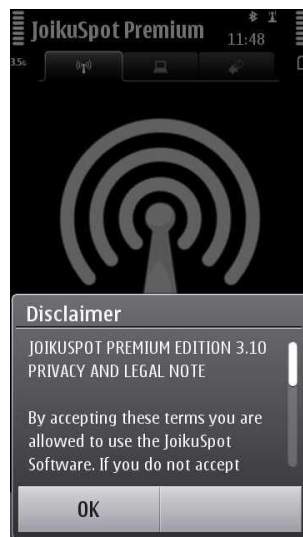 JoikuSpot Premium
11:48
3.5G
Disclaimer
JOIKUSPOT PREMIUM EDITION 3.10
PRIVACY AND LEGAL NOTE
By accepting these terms you are
allowed to use the JoikuSpot
Software. If you do not accept
OK